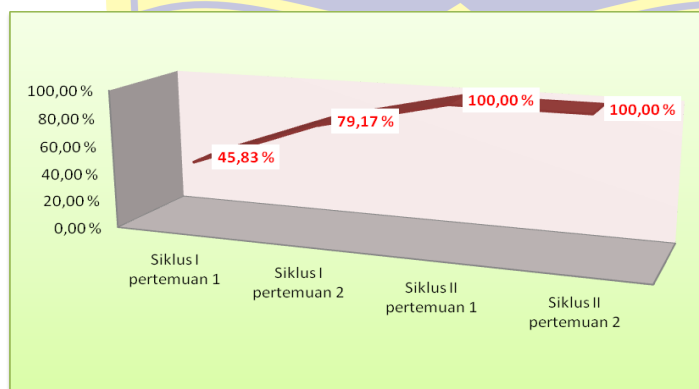 100,00 %
80,00 %
60,00 %
40,00 %
20,00 %
0,00 %
45,83 %
79,17 %
100,00 %
100,00 %
Siklus I
pertemuan 1
Siklus I
pertemuan 2
Siklus II
pertemuan 1
Siklus II
pertemuan 2